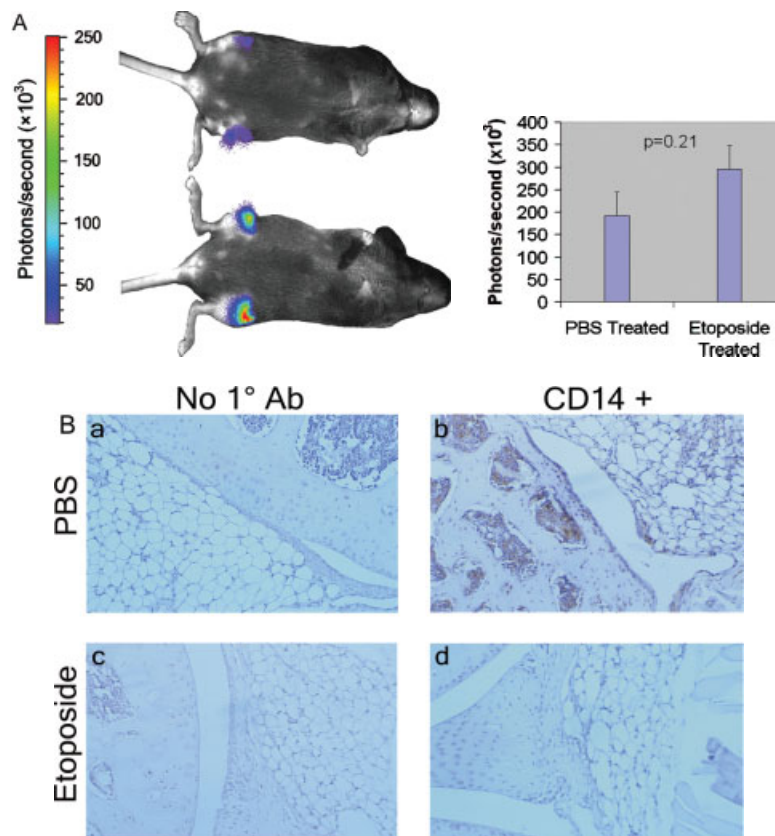 A
Photons/second (×10³)
250
200
150
100
50
Photons/second (x10³)
400
350
300
250
200
150
100
50
0
p=0.21
PBS Treated
Etoposide
Treated
No 1° Ab
CD14 +
B
PBS
a
b
Etoposide
c
d